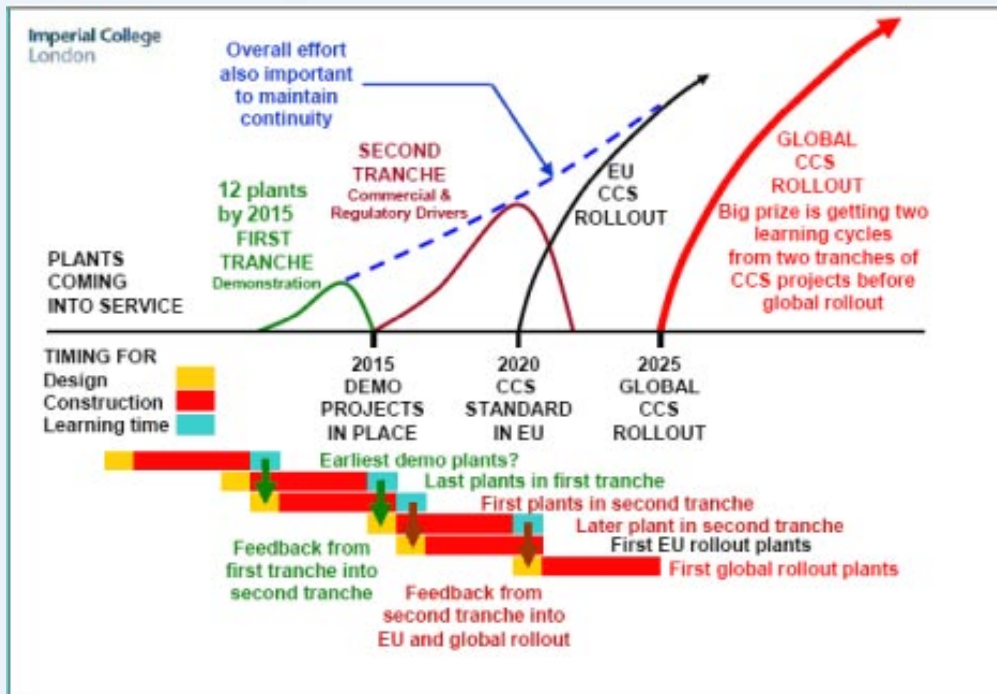 Imperial College
London
Overall effort
also important
to maintain
continuity
12 plants
by 2015
FIRST
TRANCHE
Demonstration
SECOND
TRANCHE
Commercial &
Regulatory Drivers
EU
CCS
ROLLOUT
GLOBAL
CCS
ROLLOUT
Big prize is getting two
learning cycles
from two tranches of
CCS projects before
global rollout
PLANTS
COMING
INTO SERVICE
TIMING FOR
Design
Construction
Learning time
2015
DEMO
PROJECTS
IN PLACE
2020
CCS
STANDARD
IN EU
2025
GLOBAL
CCS
ROLLOUT
Earliest demo plants?
Last plants in first tranche
First plants in second tranche
Later plant in second tranche
First EU rollout plants
First global rollout plants
Feedback from
first tranche into
second tranche
Feedback from
second tranche into
EU and global rollout